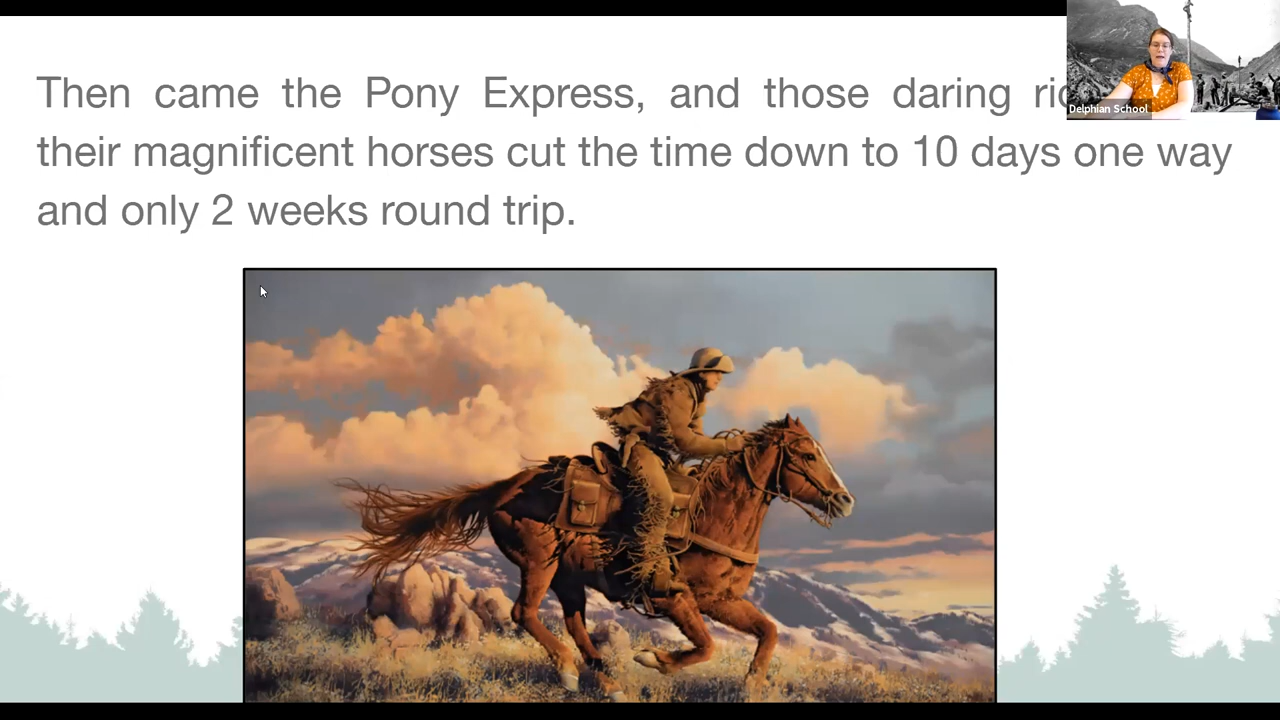 Then came the Pony Express, and those daring
their magnificent horses cut the time down to 10 days one way
and only 2 weeks round trip.
Delphian School